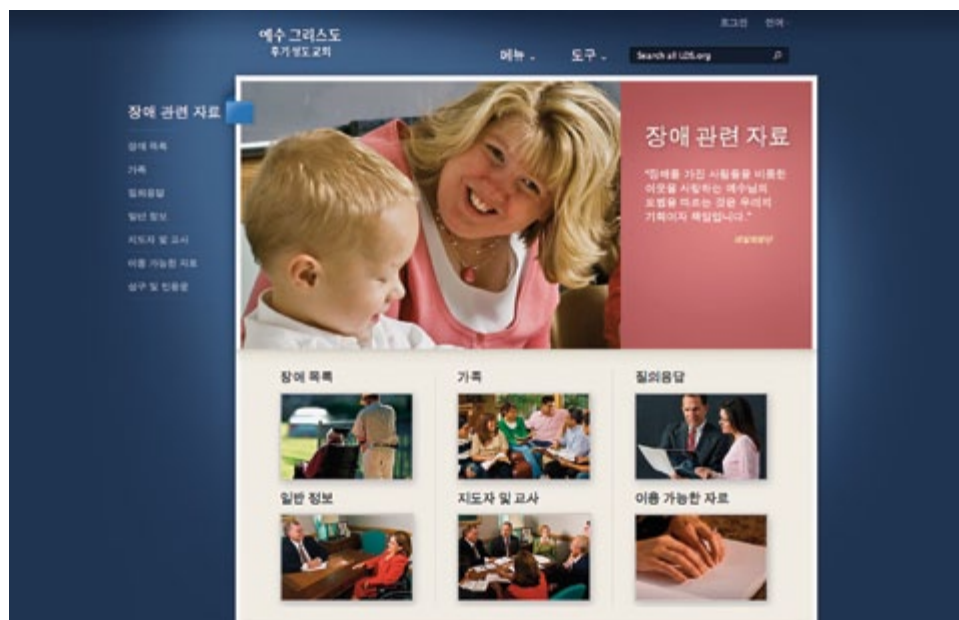 예수 그리스도
후기 성도 교회
로그인 언어
메뉴 도구 Search all LDS.org
장애 관련 자료
장애 목록
가족
질의응답
일반 정보
지도자 및 교사
이용 가능한 자료
성구 및 인용문
장애 관련 자료
"장애를 가진 사람들을 비롯한
이웃을 사랑하는 예수님의
모범을 따르는 것은 우리의
기회이자 책임입니다."
장애 목록 가족 질의응답
일반 정보 지도자 및 교사 이용 가능한 자료